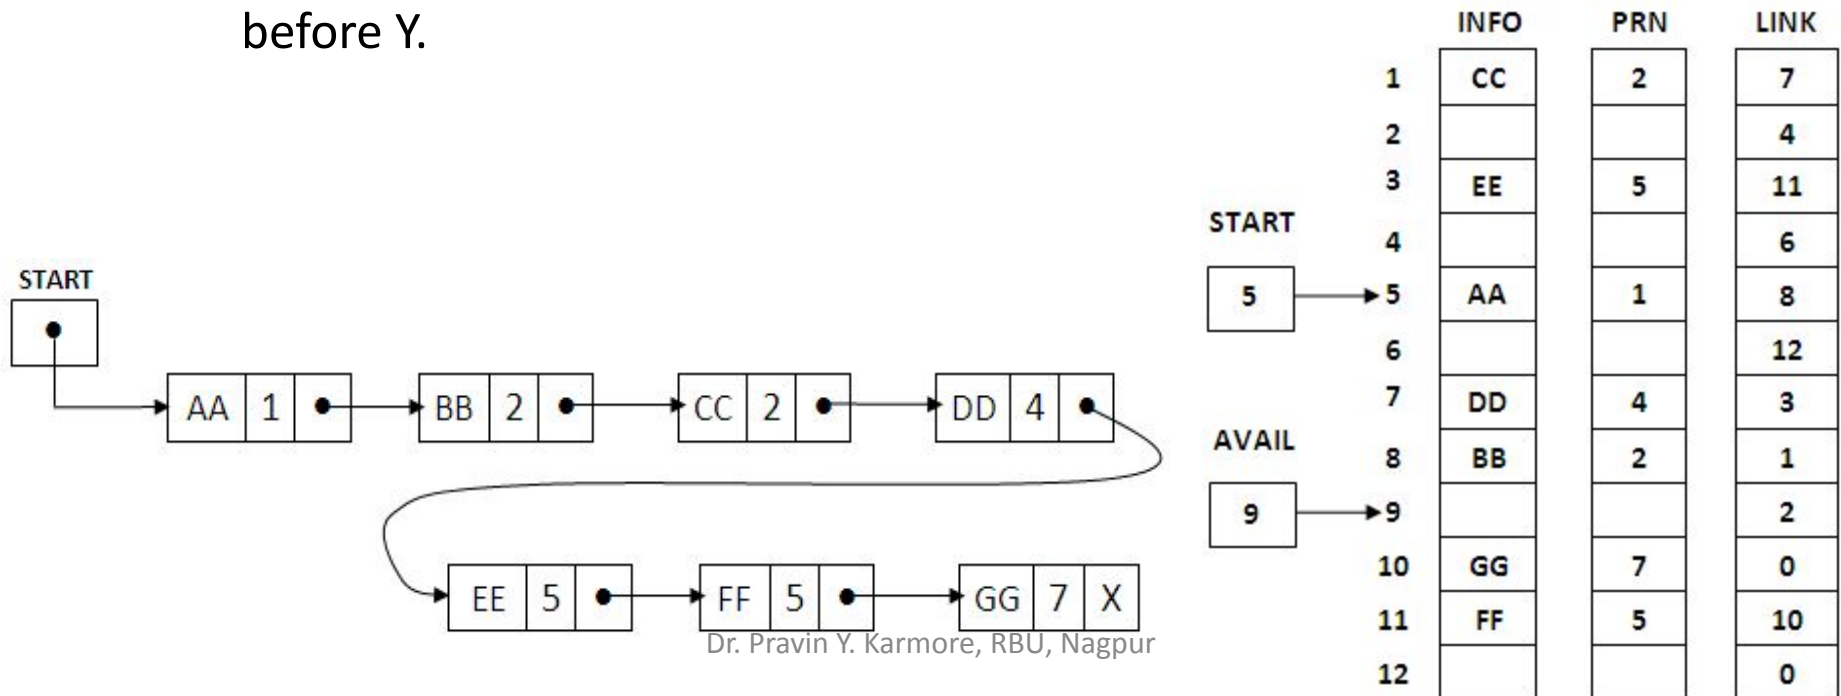 before Y.
START
AA 1 BB 2 CC 2 DD 4
EE 5 FF 5 GG 7 X
Dr. Pravin Y. Karmore, RBU, Nagpur
START
5
AVAIL
9
INFO PRN LINK
1 CC 2 7
2 4
3 EE 5 11
4 6
5 AA 1 8
6 12
7 DD 4 3
8 BB 2 1
9 2
10 GG 7 0
11 FF 5 10
12 0